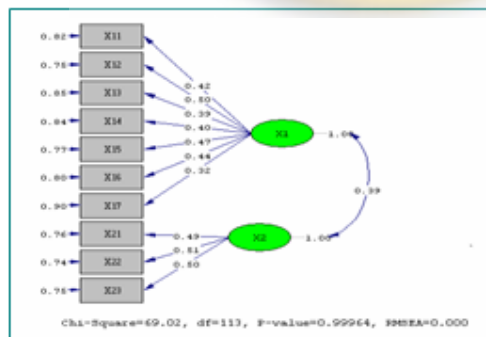 0.82 X11
0.75 X12
0.42
0.50
0.85 X13
0.39
0.84 X14
0.40
X1 1.00
0.77 X15
0.47
0.80 X16
0.44
0.90 X17
0.32
0.39
0.76 X21
0.49
X2 1.00
0.74 X22
0.51
0.75 X23
0.50
Chi-Square=69.02, df=113, P-value=0.99964, RMSEA=0.000